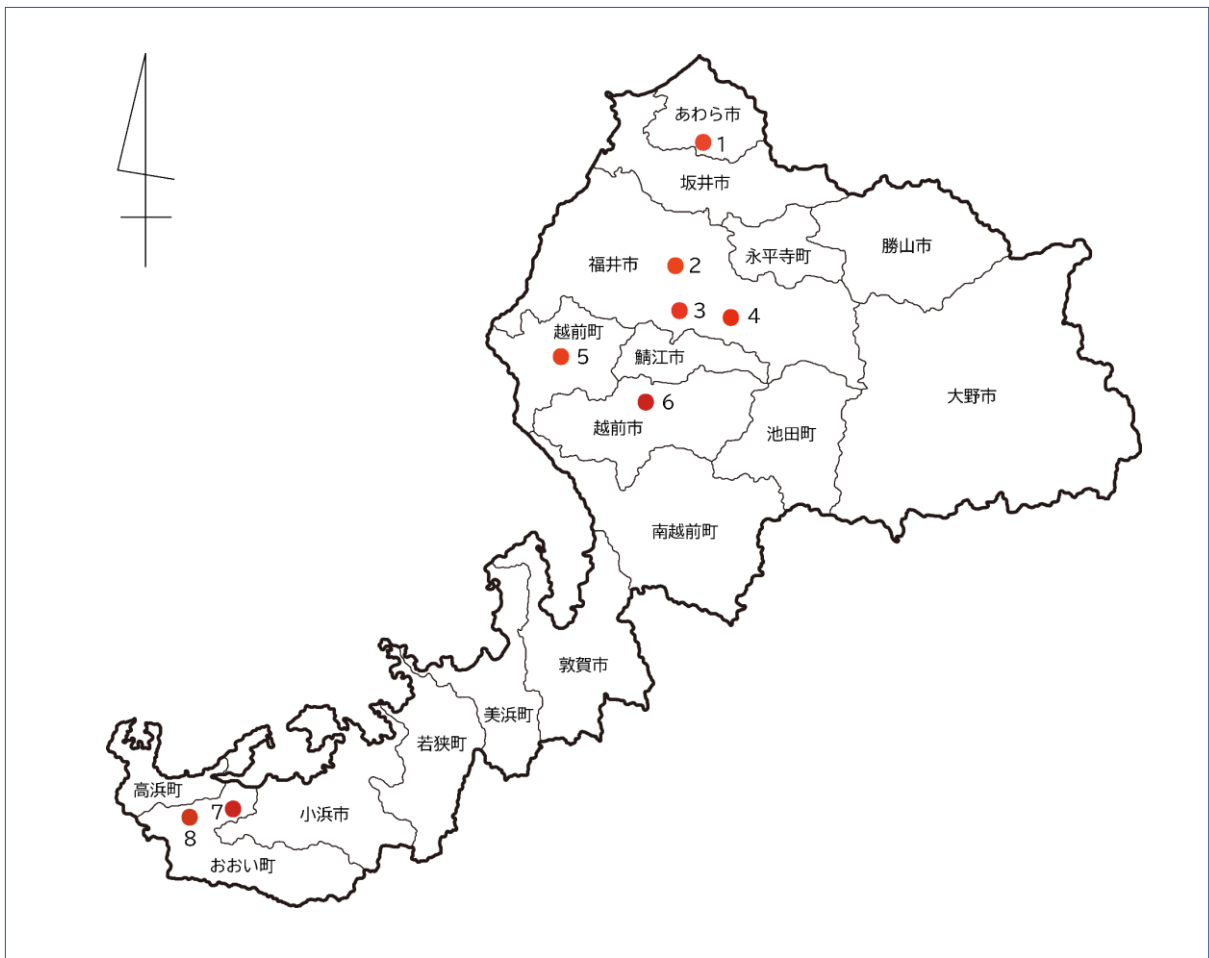 あわら市
1
坂井市
勝山市
永平寺町
福井市
2
3
4
越前町
5
鯖江市
大野市
6
越前市
池田町
南越前町
敦賀市
美浜町
若狭町
高浜町
7
小浜市
8
おおい町